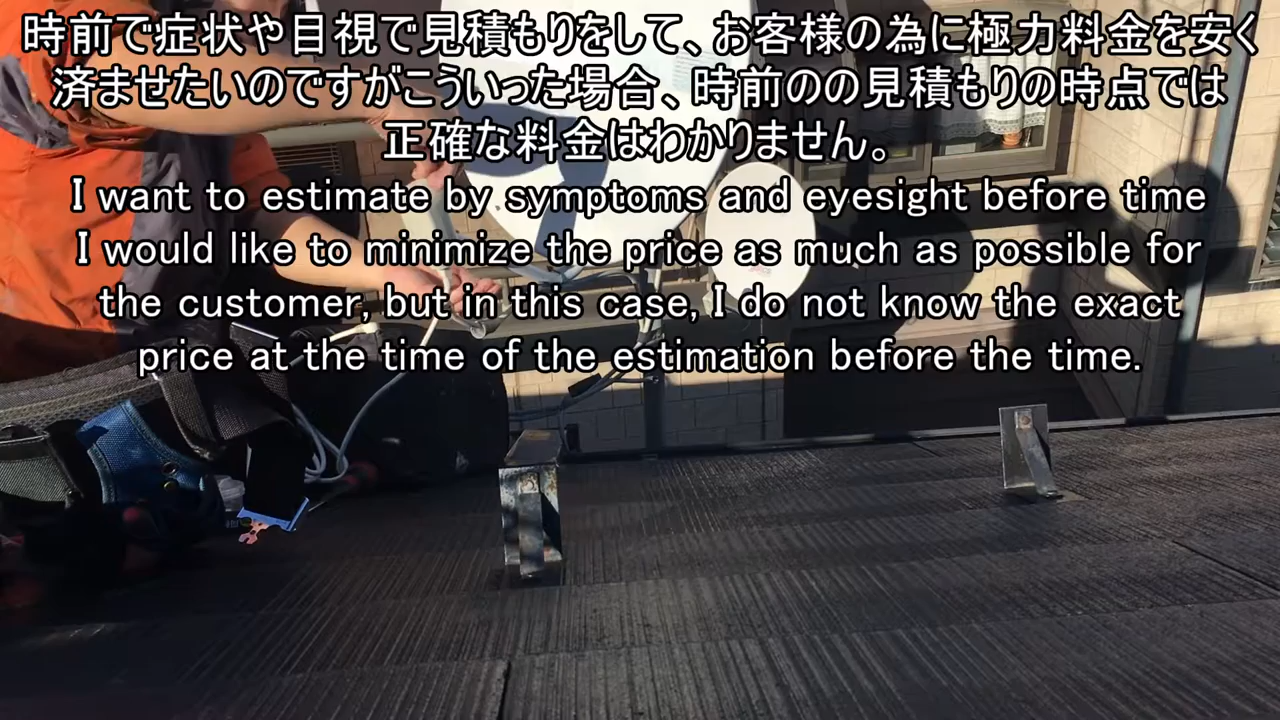 時前で症状や目視で見積もりをして、お客様の為に極力料金を安く
済ませたいのですがこういった場合、時前のの見積もりの時点では
正確な料金はわかりません。
I want to estimate by symptoms and eyesight before time
I would like to minimize the price as much as possible for
the customer, but in this case, I do not know the exact
price at the time of the estimation before the time.